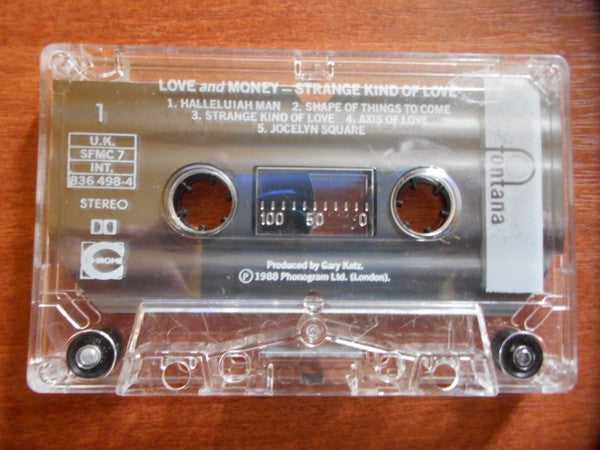 LOVE and MONEY – STRANGE KIND OF LOVE
1
1. HALLELUIAH MAN 2. SHAPE OF THINGS TO COME
3. STRANGE KIND OF LOVE 4. AXIS OF LOVE
5. JOCELYN SQUARE
U.K.
SFMC 7
INT.
836 498-4
STEREO
CHROME
100 50 0
fontana
Produced by Gary Katz.
Ⓟ 1988 Phonogram Ltd. (London).